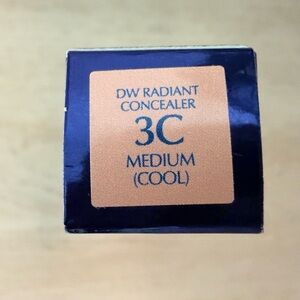 DW RADIANT
CONCEALER
3C
MEDIUM
(COOL)